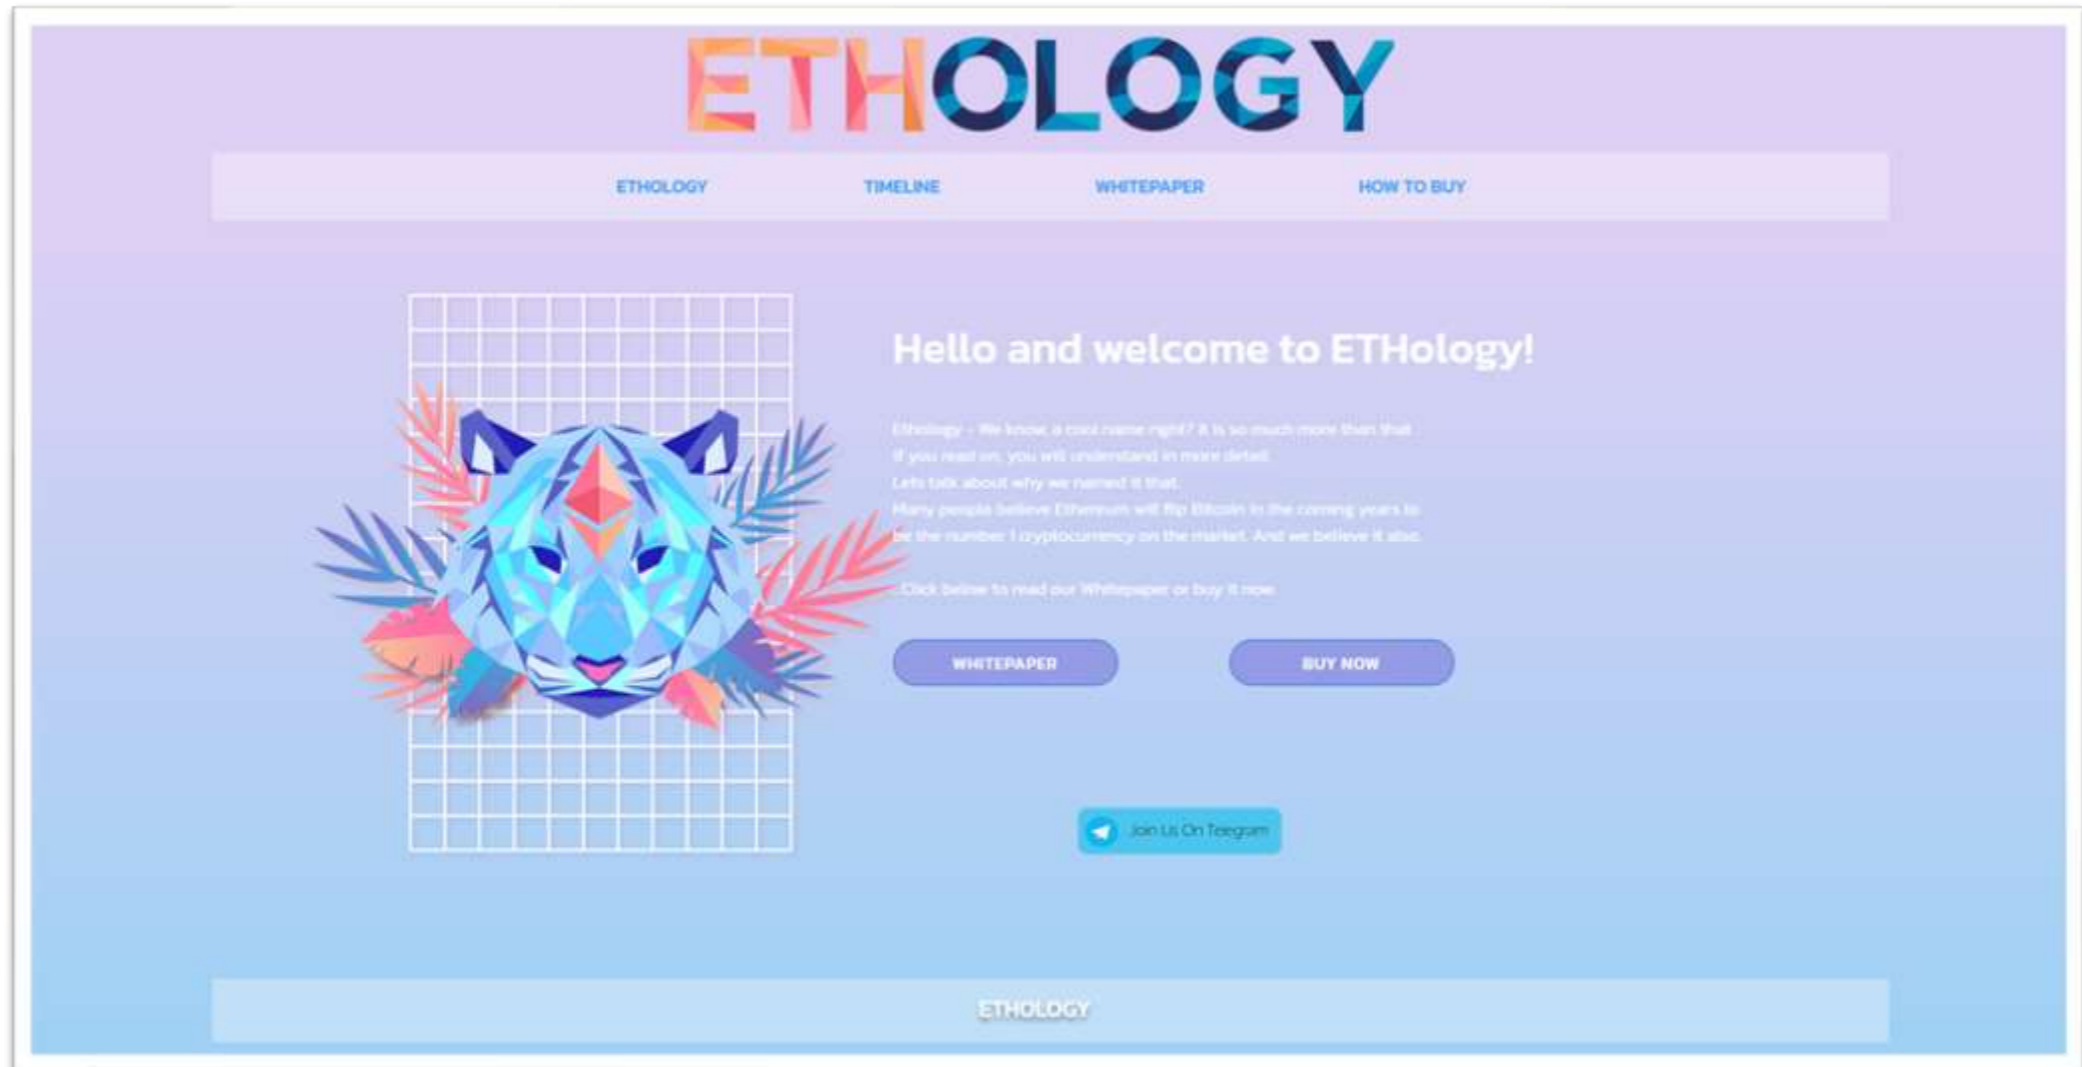 ETHOLOGY
ETHOLOGY TIMELINE WHITEPAPER HOW TO BUY
Hello and welcome to ETHology!
Ethology - We know, a cool name right? It is so much more than that
If you read on, you will understand in more detail.
Lets talk about why we named it that.
Many people believe Ethereum will flip Bitcoin in the coming years to
be the number 1 cryptocurrency on the market. And we believe it also.
Click below to read our Whitepaper or buy it now.
WHITEPAPER BUY NOW
Join Us On Teegram
ETHOLOGY